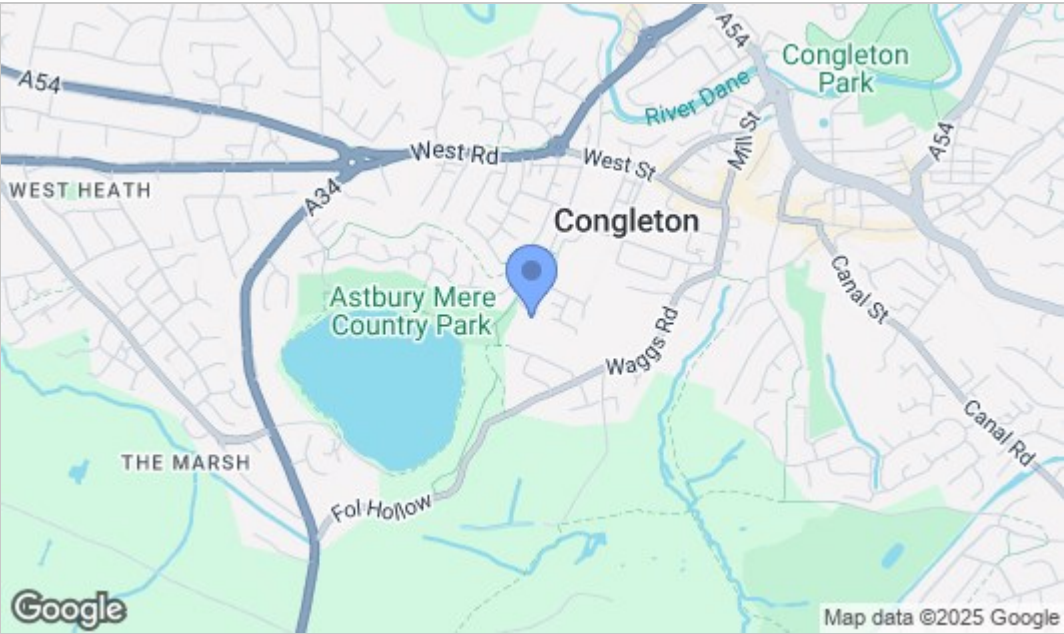 A54
Congleton
Park
A54
River Dane
A54
Mill St
West Rd
West St
WEST HEATH
A34
Congleton
Canal St
Astbury Mere
Country Park
Waggs Rd
Canal Rd
THE MARSH
Fol Hollow
Google
Map data ©2025 Google